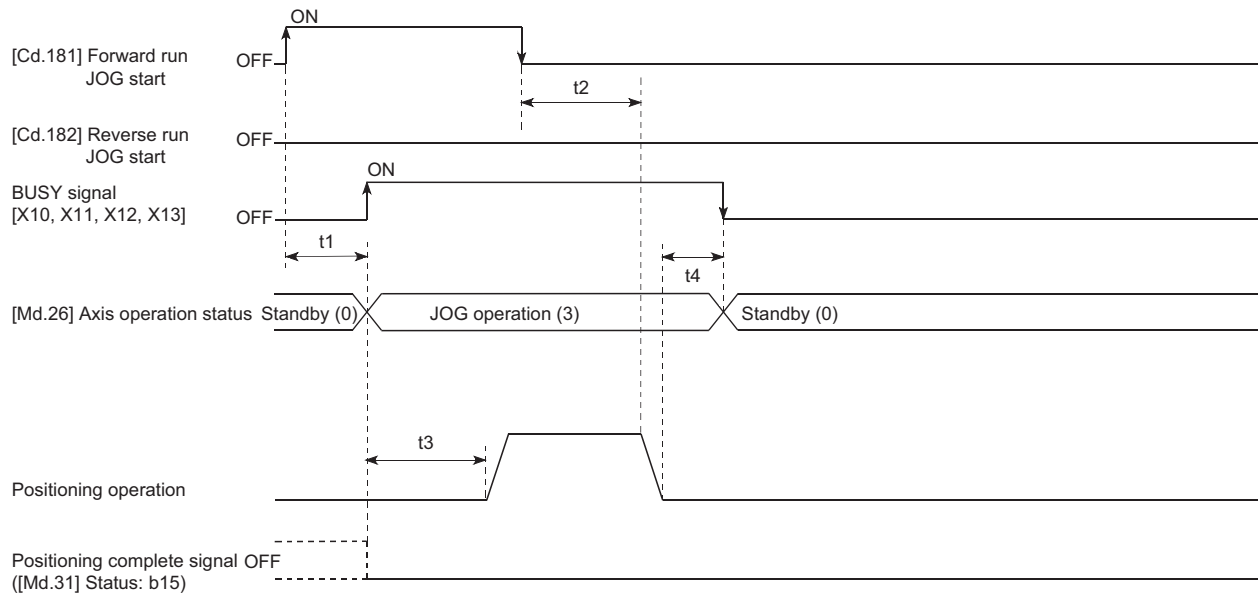 ON
[Cd.181] Forward run
JOG start
OFF
t2
[Cd.182] Reverse run
JOG start
OFF
ON
BUSY signal
[X10, X11, X12, X13]
OFF
t1
t4
[Md.26] Axis operation status
Standby (0)
JOG operation (3)
Standby (0)
t3
Positioning operation
Positioning complete signal
OFF
([Md.31] Status: b15)